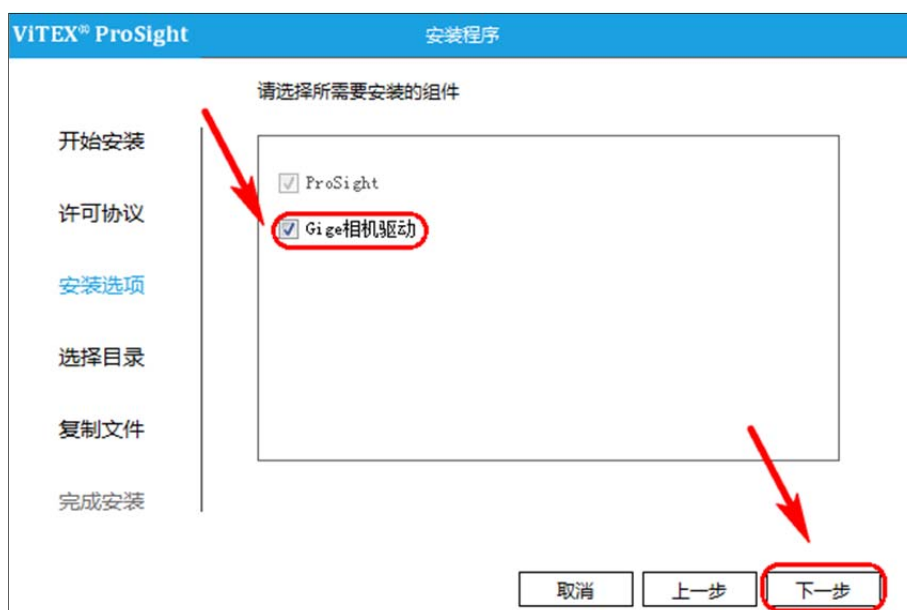 ViTEX® ProSight
安装程序
请选择所需要安装的组件
开始安装
许可协议
安装选项
选择目录
复制文件
完成安装
ProSight
Gige相机驱动
取消
上一步
下一步